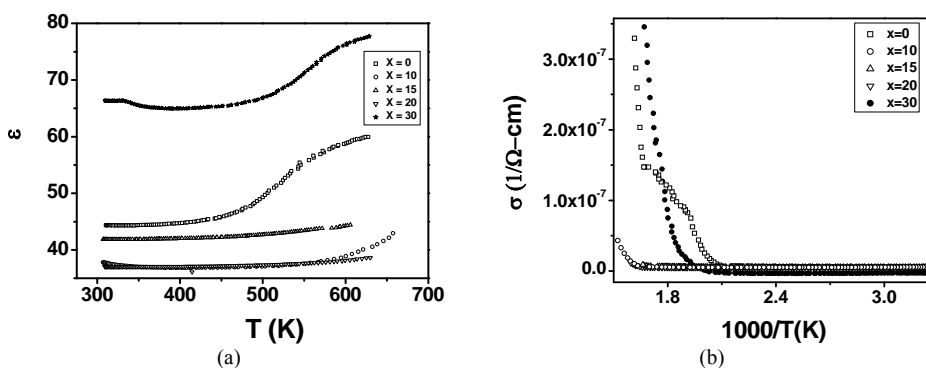 80
70
60
50
40
ε
300 400 500 600 700
T (K)
X = 0
X = 10
X = 15
X = 20
X = 30
(a)
3.0x10-7
2.0x10-7
1.0x10-7
0.0
σ (1/Ω–cm)
1.8 2.4 3.0
1000/T(K)
x=0
x=10
x=15
x=20
x=30
(b)